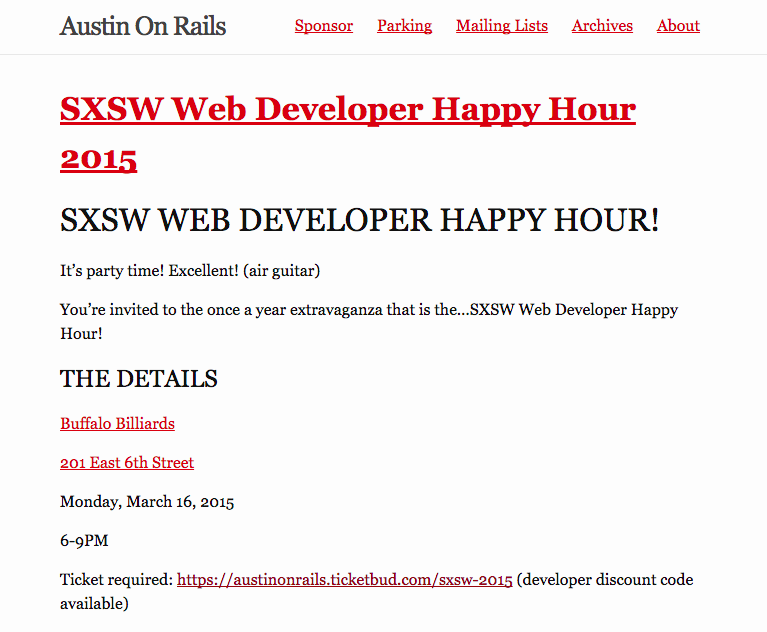 Austin On Rails
Sponsor Parking Mailing Lists Archives About
SXSW Web Developer Happy Hour
2015
SXSW WEB DEVELOPER HAPPY HOUR!
It’s party time! Excellent! (air guitar)
You’re invited to the once a year extravaganza that is the…SXSW Web Developer Happy
Hour!
THE DETAILS
Buffalo Billiards
201 East 6th Street
Monday, March 16, 2015
6-9PM
Ticket required: https://austinonrails.ticketbud.com/sxsw-2015 (developer discount code
available)